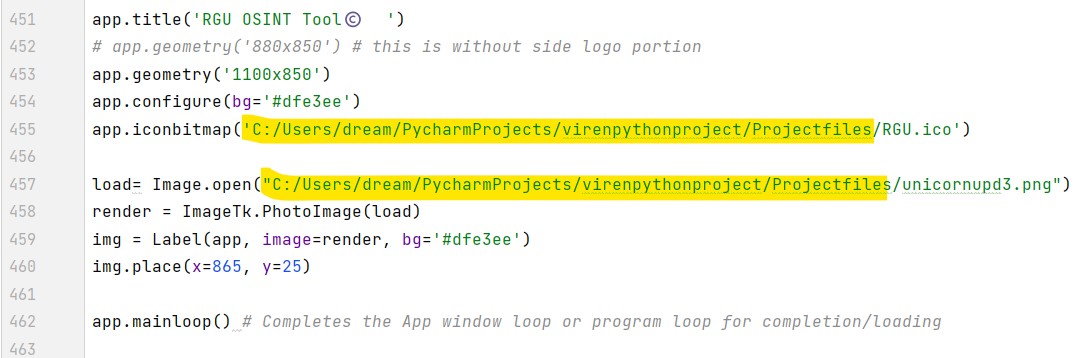 451 app.title('RGU OSINT Tool©   ')
452 # app.geometry('880x850') # this is without side logo portion
453 app.geometry('1100x850')
454 app.configure(bg='#dfe3ee')
455 app.iconbitmap('C:/Users/dream/PycharmProjects/virenpythonproject/Projectfiles/RGU.ico')
456
457 load= Image.open("C:/Users/dream/PycharmProjects/virenpythonproject/Projectfiles/unicornupd3.png")
458 render = ImageTk.PhotoImage(load)
459 img = Label(app, image=render, bg='#dfe3ee')
460 img.place(x=865, y=25)
461
462 app.mainloop() # Completes the App window loop or program loop for completion/loading
463